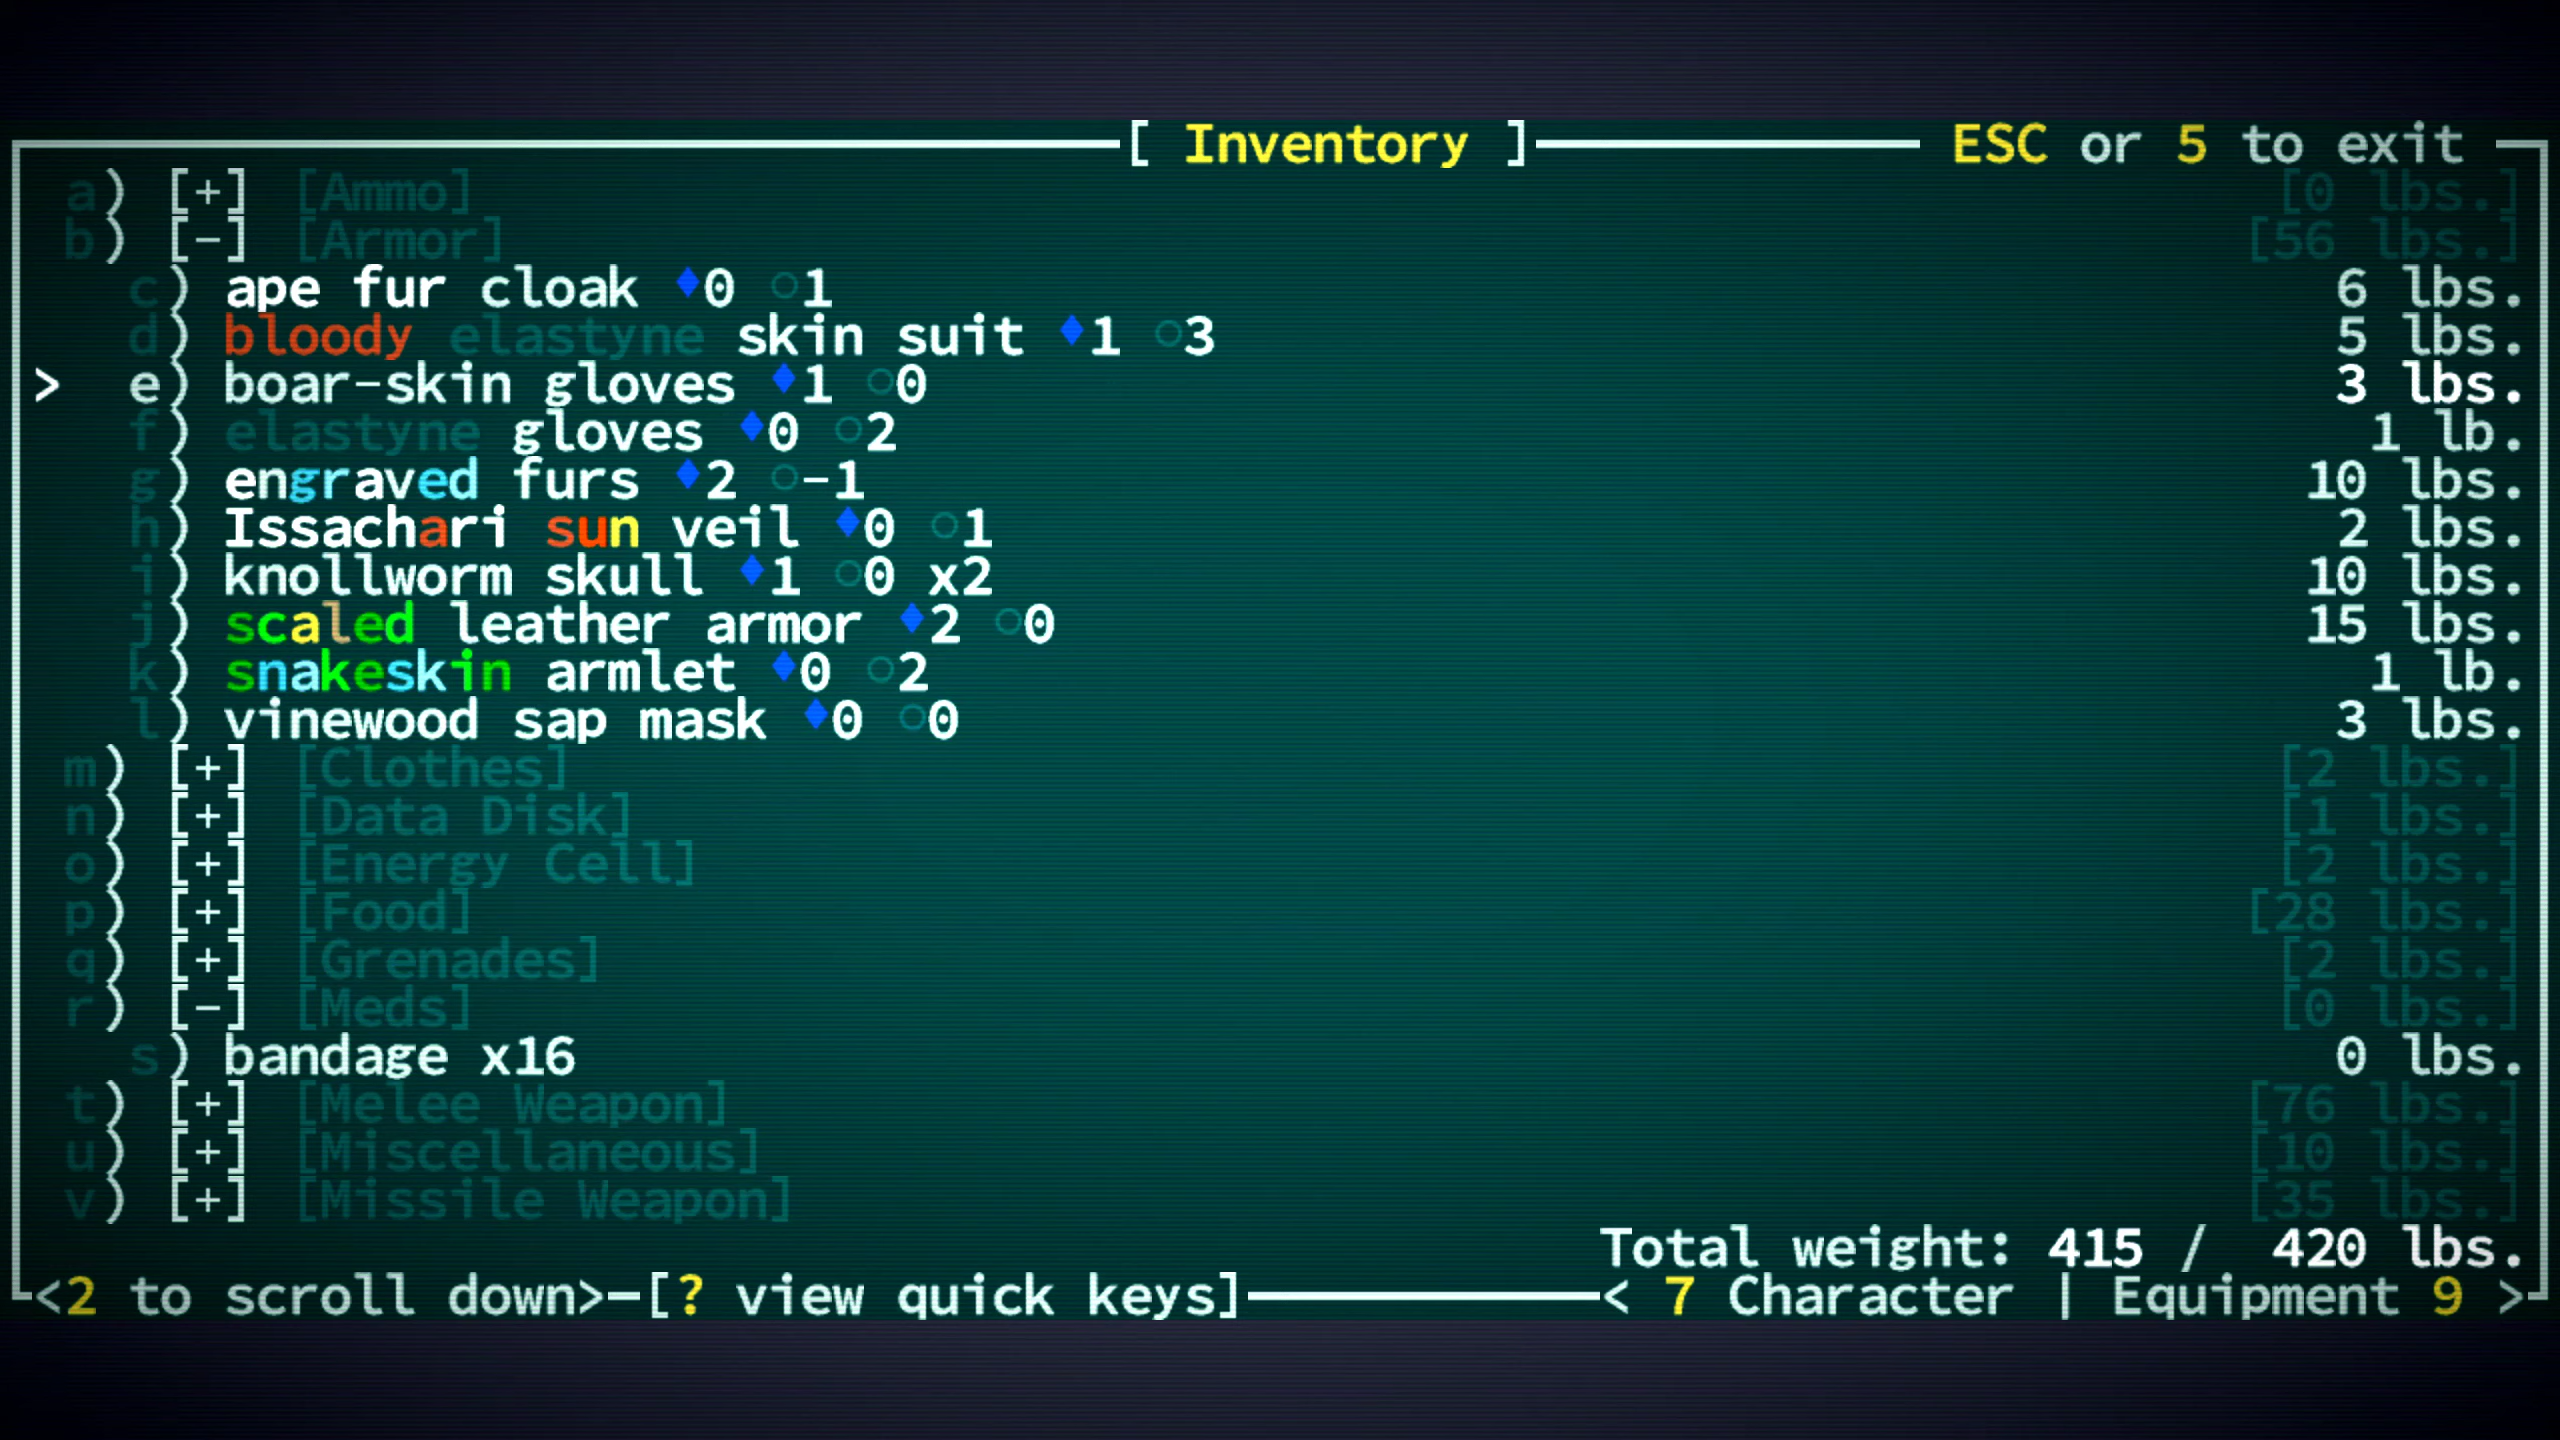 [ Inventory ] ESC or 5 to exit
a) [+] [Ammo] [0 lbs.]
b) [-] [Armor] [56 lbs.]
c) ape fur cloak ♦0 ○1 6 lbs.
d) bloody elastyne skin suit ♦1 ○3 5 lbs.
> e) boar-skin gloves ♦1 ○0 3 lbs.
f) elastyne gloves ♦0 ○2 1 lb.
g) engraved furs ♦2 ○-1 10 lbs.
h) Issachari sun veil ♦0 ○1 2 lbs.
i) knollworm skull ♦1 ○0 x2 10 lbs.
j) scaled leather armor ♦2 ○0 15 lbs.
k) snakeskin armlet ♦0 ○2 1 lb.
l) vinewood sap mask ♦0 ○0 3 lbs.
m) [+] [Clothes] [2 lbs.]
n) [+] [Data Disk] [1 lbs.]
o) [+] [Energy Cell] [2 lbs.]
p) [+] [Food] [28 lbs.]
q) [+] [Grenades] [2 lbs.]
r) [-] [Meds] [0 lbs.]
s) bandage x16 0 lbs.
t) [+] [Melee Weapon] [76 lbs.]
u) [+] [Miscellaneous] [10 lbs.]
v) [+] [Missile Weapon] [35 lbs.]
Total weight: 415 / 420 lbs.
<2 to scroll down> [? view quick keys] < 7 Character | Equipment 9 >